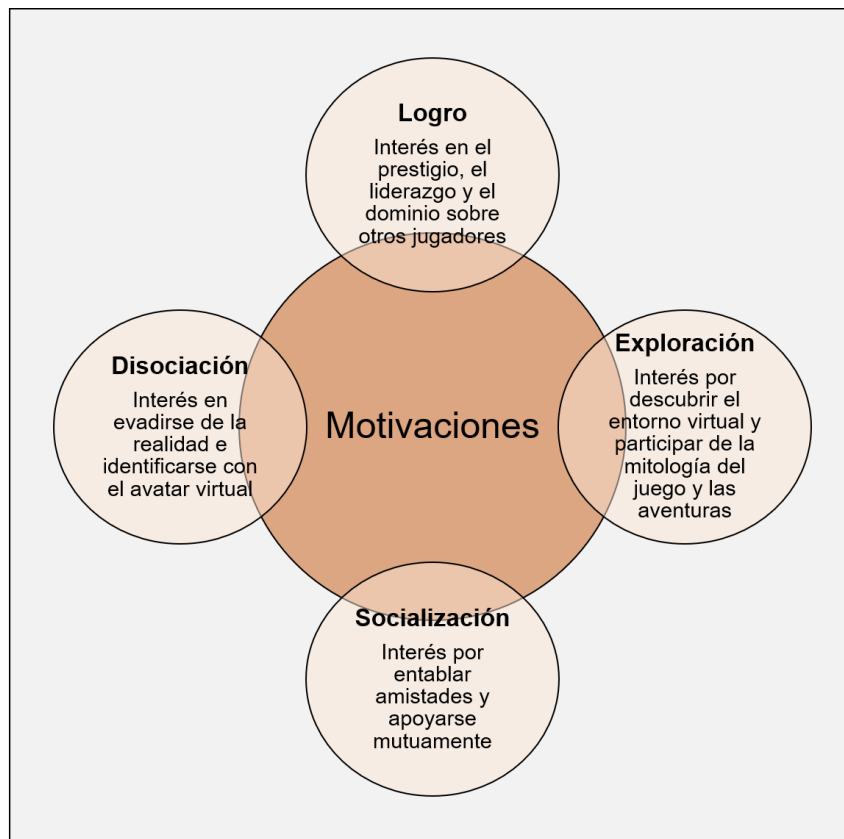 Logro
Interés en el
prestigio, el
liderazgo y el
dominio sobre
otros jugadores
Disociación
Interés en
evadirse de la
realidad e
identificarse con
el avatar virtual
Motivaciones
Exploración
Interés por
descubrir el
entorno virtual y
participar de la
mitología del
juego y las
aventuras
Socialización
Interés por
entablar
amistades y
apoyarse
mutuamente